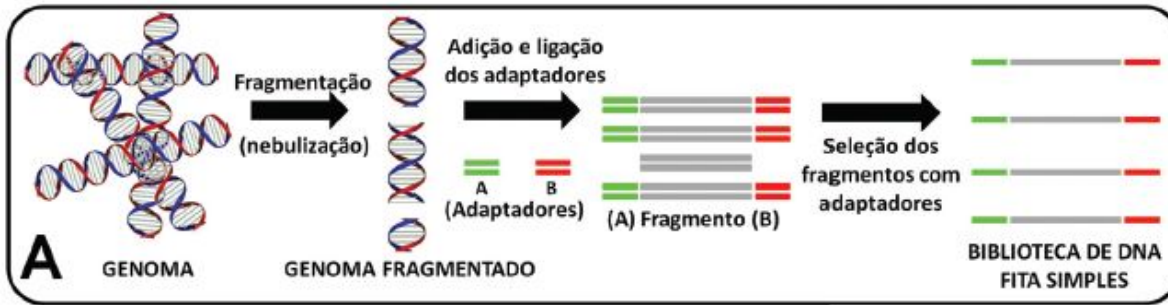 Fragmentação
(nebulização)
Adição e ligação
dos adaptadores
A
B
(Adaptadores)
(A) Fragmento (B)
Seleção dos
fragmentos com
adaptadores
A
GENOMA
GENOMA FRAGMENTADO
BIBLIOTECA DE DNA
FITA SIMPLES